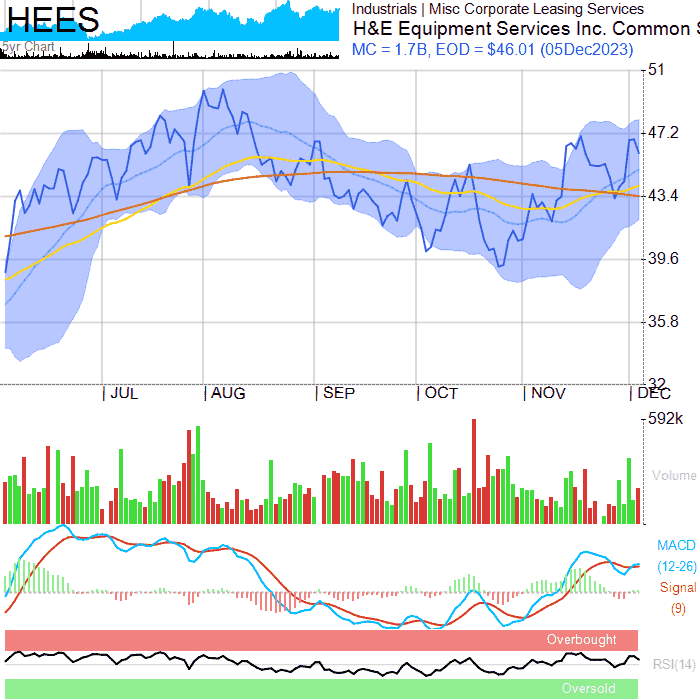 HEES
5yr Chart
Industrials | Misc Corporate Leasing Services
H&E Equipment Services Inc. Common S
MC = 1.7B, EOD = $46.01 (05Dec2023)
51
47.2
43.4
39.6
35.8
32
| JUL | AUG | SEP | OCT | NOV | DEC
592k
Volume
MACD
(12-26)
Signal
(9)
Overbought
RSI(14)
Oversold